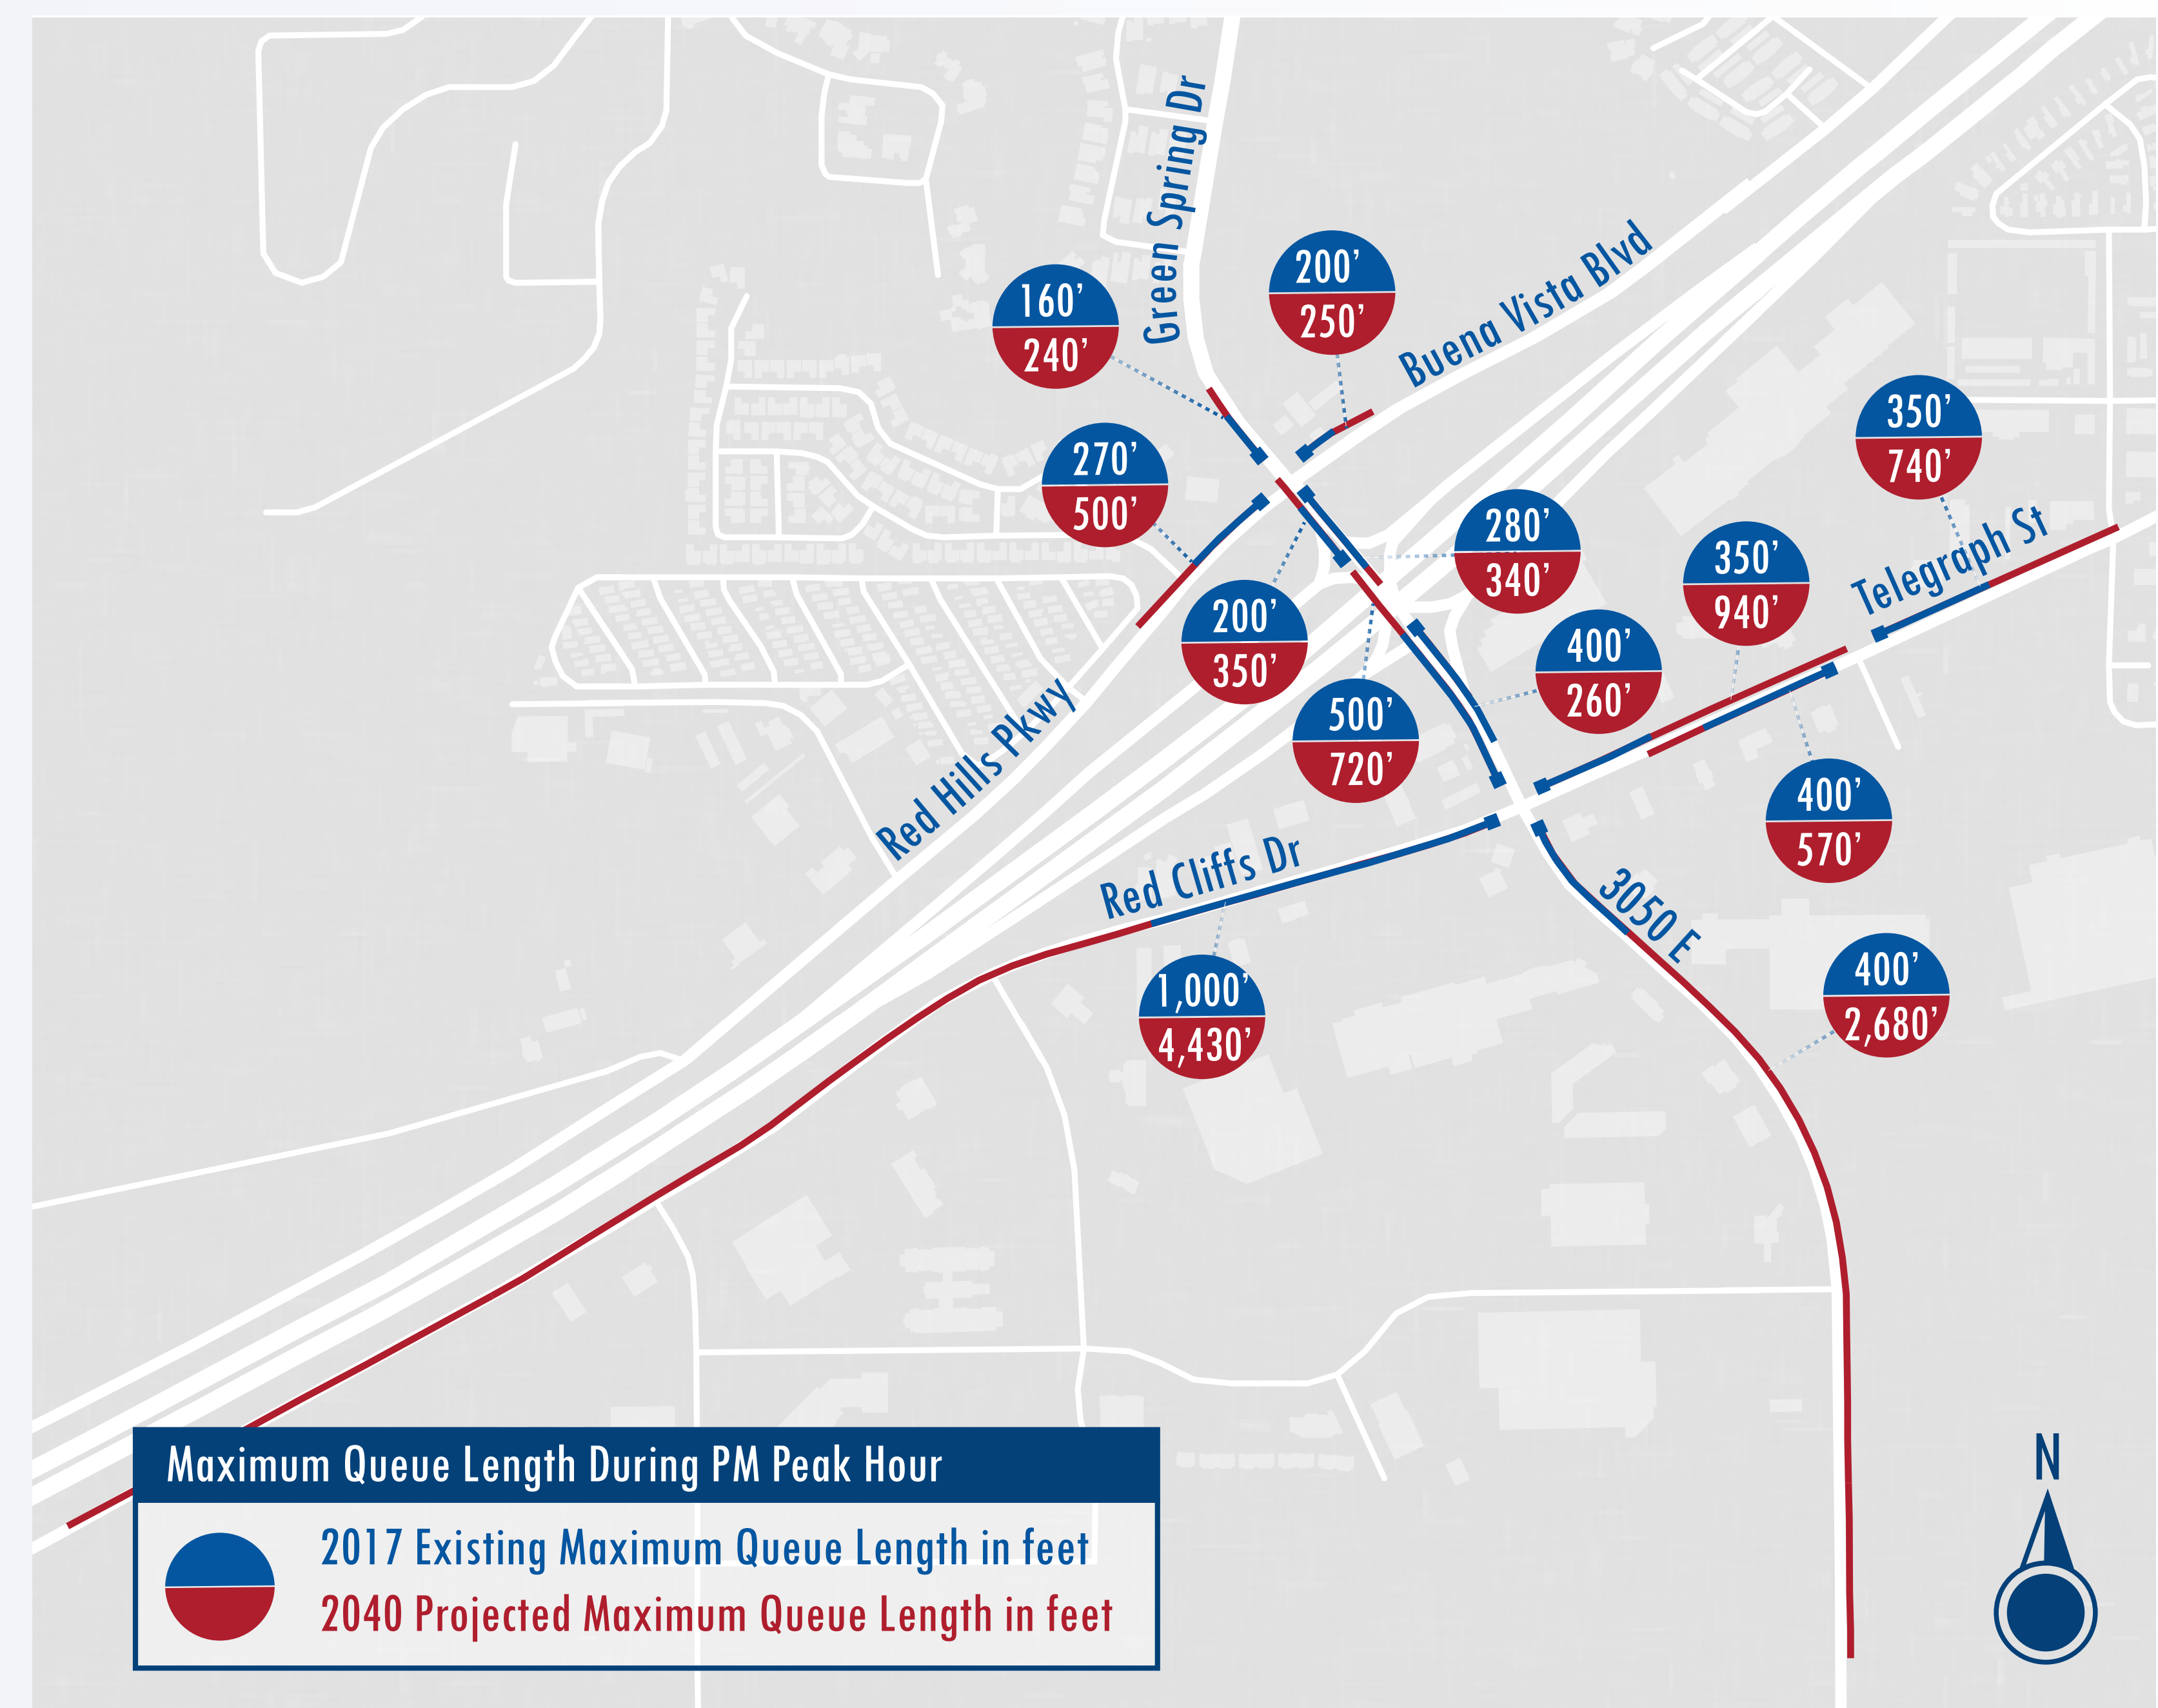 Green Spring Dr
200’
250’
Buena Vista Blvd
160’
240’
350’
740’
270’
500’
280’
340’
350’
940’
Telegraph St
200’
350’
400’
260’
500’
720’
Red Hills Pkwy
400’
570’
Red Cliffs Dr
3050 E
1,000’
4,430’
400’
2,680’
Maximum Queue Length During PM Peak Hour
2017 Existing Maximum Queue Length in feet
2040 Projected Maximum Queue Length in feet
N